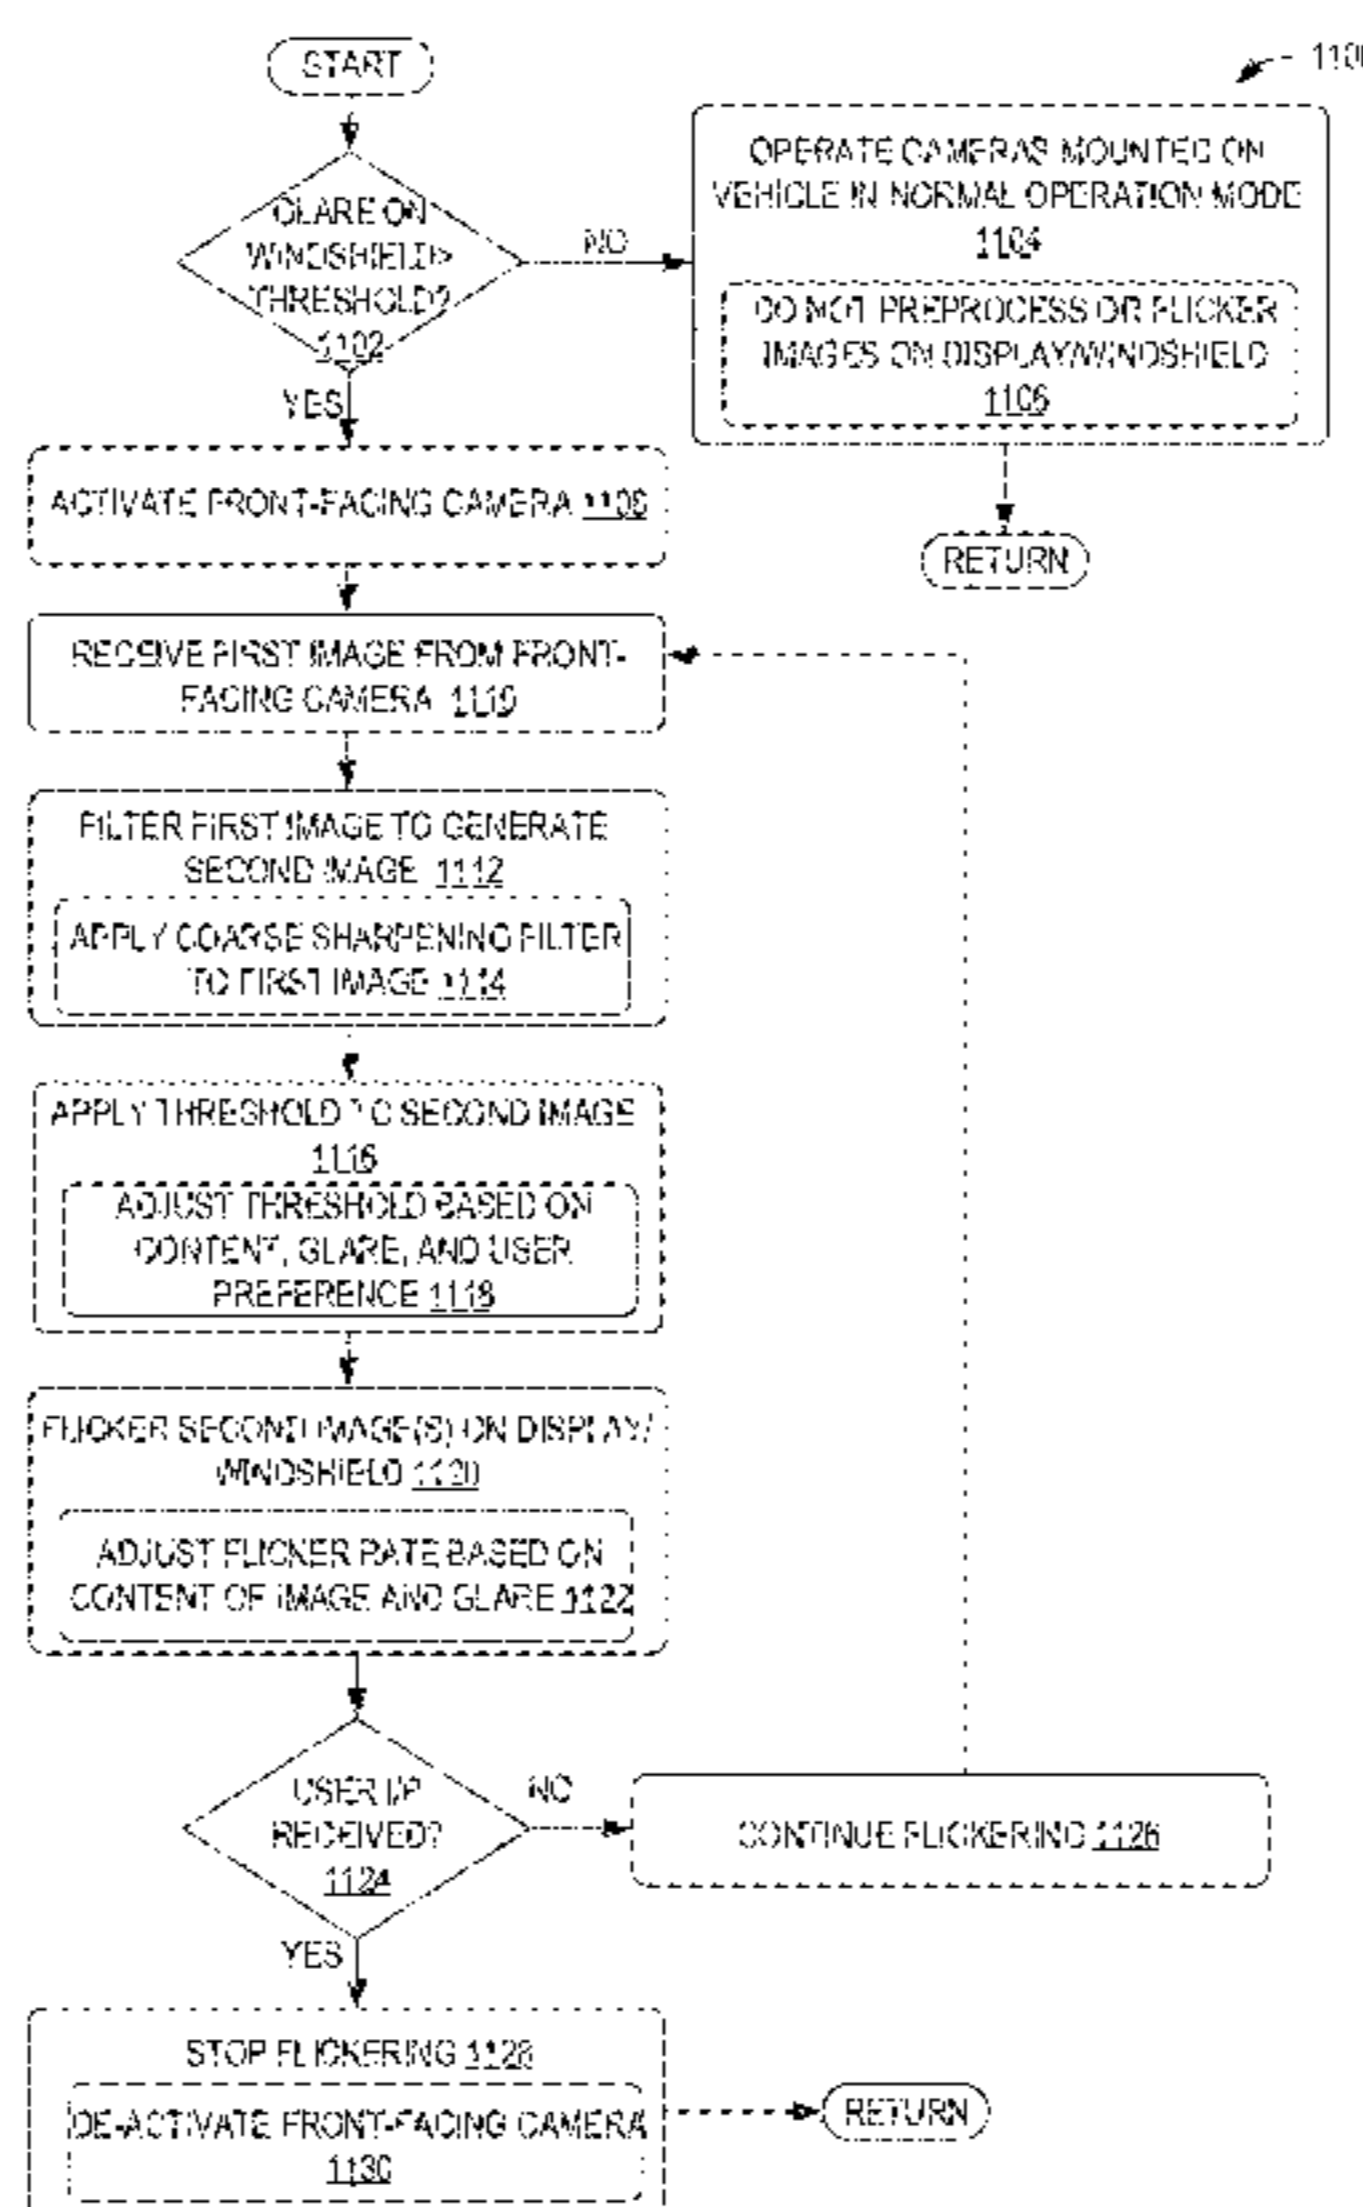 START
GLARE ON
WINDSHIELD>
THRESHOLD?
1102
NO
YES
OPERATE CAMERAS MOUNTED ON
VEHICLE IN NORMAL OPERATION MODE
1104
DO NOT PREPROCESS OR FLICKER
IMAGES ON DISPLAY/WINDSHIELD
1106
RETURN
ACTIVATE FRONT-FACING CAMERA 1108
RECEIVE FIRST IMAGE FROM FRONT-
FACING CAMERA 1110
FILTER FIRST IMAGE TO GENERATE
SECOND IMAGE 1112
APPLY COARSE SHARPENING FILTER
TO FIRST IMAGE 1114
APPLY THRESHOLD TO SECOND IMAGE
1116
ADJUST THRESHOLD BASED ON
CONTENT, GLARE, AND USER
PREFERENCE 1118
FLICKER SECOND IMAGE(S) ON DISPLAY/
WINDSHIELD 1120
ADJUST FLICKER RATE BASED ON
CONTENT OF IMAGE AND GLARE 1122
USER I/P
RECEIVED?
1124
NO
CONTINUE FLICKERING 1126
YES
STOP FLICKERING 1128
DE-ACTIVATE FRONT-FACING CAMERA
1130
RETURN